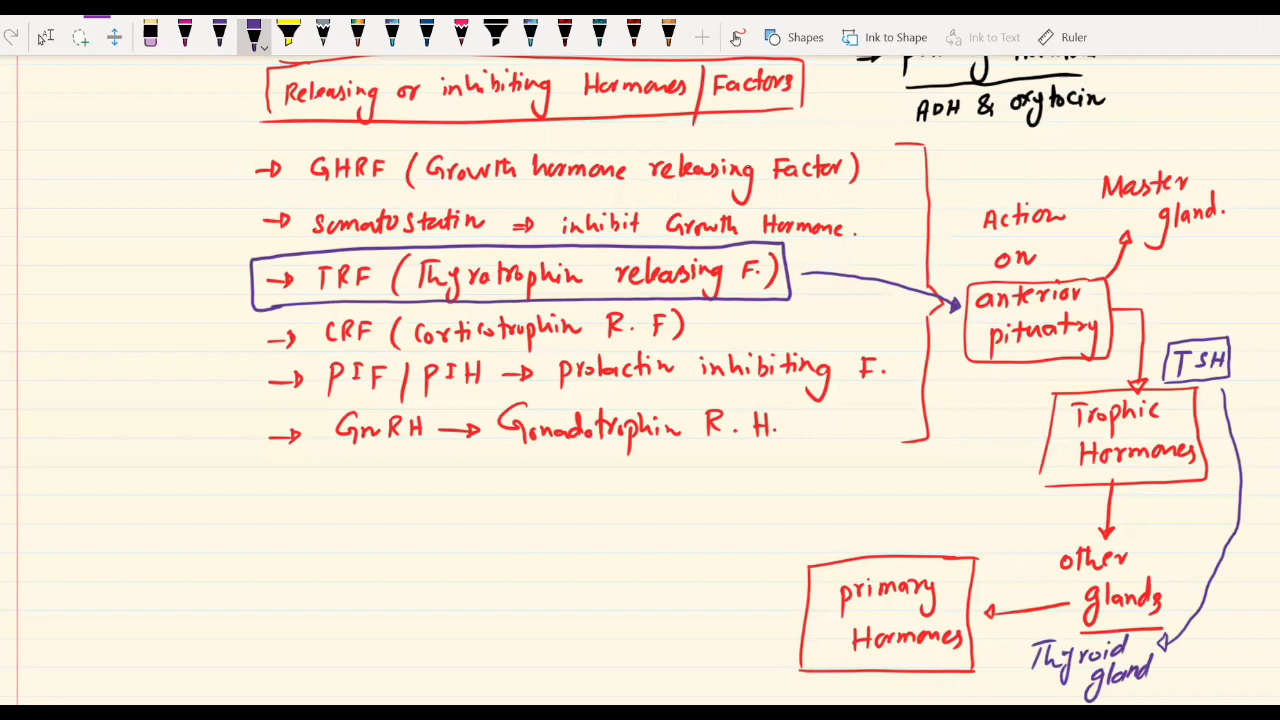 Shapes
Ink to Shape
Ink to Text
Ruler
Releasing or inhibiting Hormones / Factors
ADH & oxytocin
→ GHRF (Growth hormone releasing Factor)
→ Somatostatin ⇒ inhibit Growth Hormone.
→ TRF (Thyrotrophin releasing F.)
→ CRF (Corticotrophin R. F)
→ PIF / PIH → prolactin inhibiting F.
→ GnRH → Gonadotrophin R. H.
Action
on
Master
gland.
anterior
pituatry
TSH
Trophic
Hormones
other
glands
Thyroid
gland
primary
Hormones